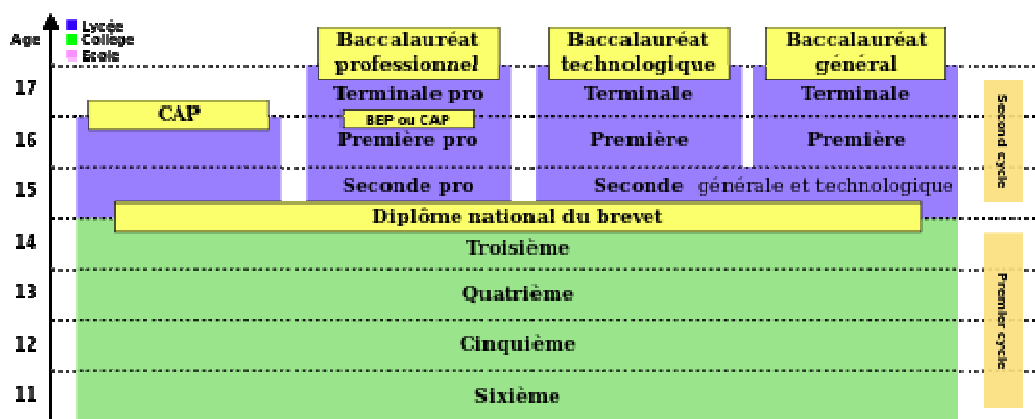 Age
Lycée
Collège
Ecole
Baccalauréat
professionnel
Baccalauréat
technologique
Baccalauréat
général
17
Terminale pro
Terminale
Terminale
CAP
BEP ou CAP
16
Première pro
Première
Première
Second cycle
15
Seconde pro
Seconde générale et technologique
Diplôme national du brevet
14
Troisième
13
Quatrième
12
Cinquième
Premier cycle
11
Sixième